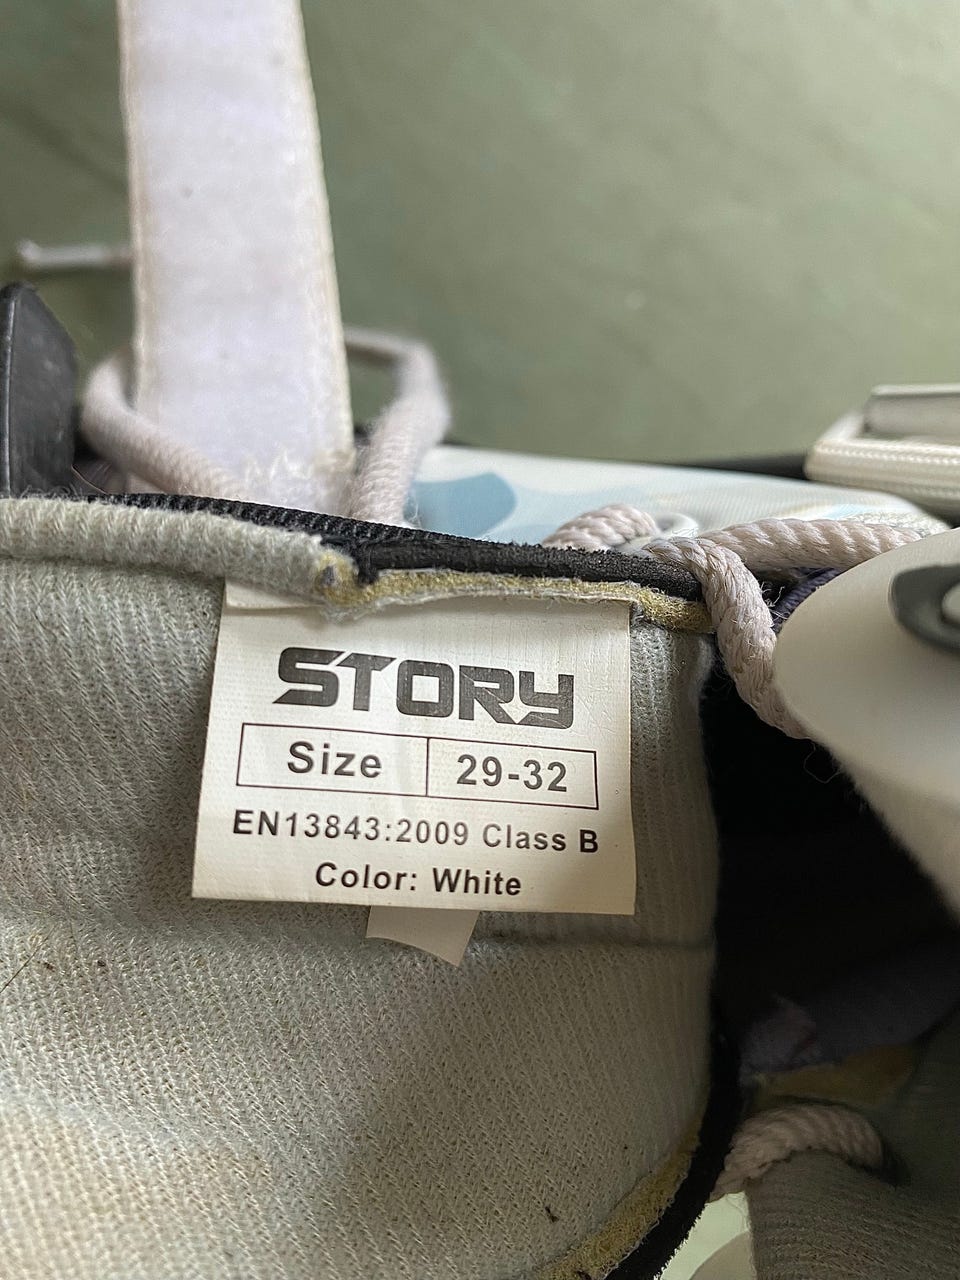 STORY
Size 29-32
EN13843:2009 Class B
Color: White